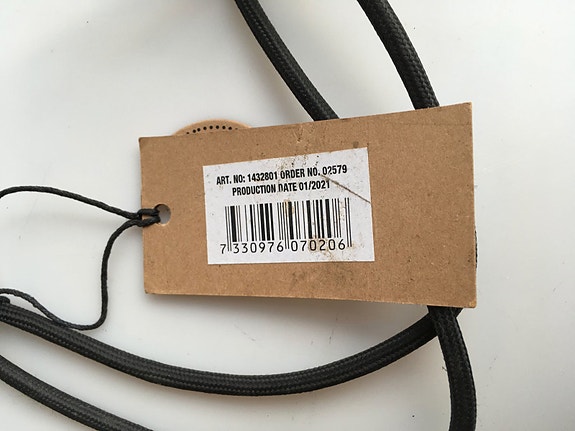 ART. NO: 1432801 ORDER NO. 02579
PRODUCTION DATE 01/2021
7 330976 070206